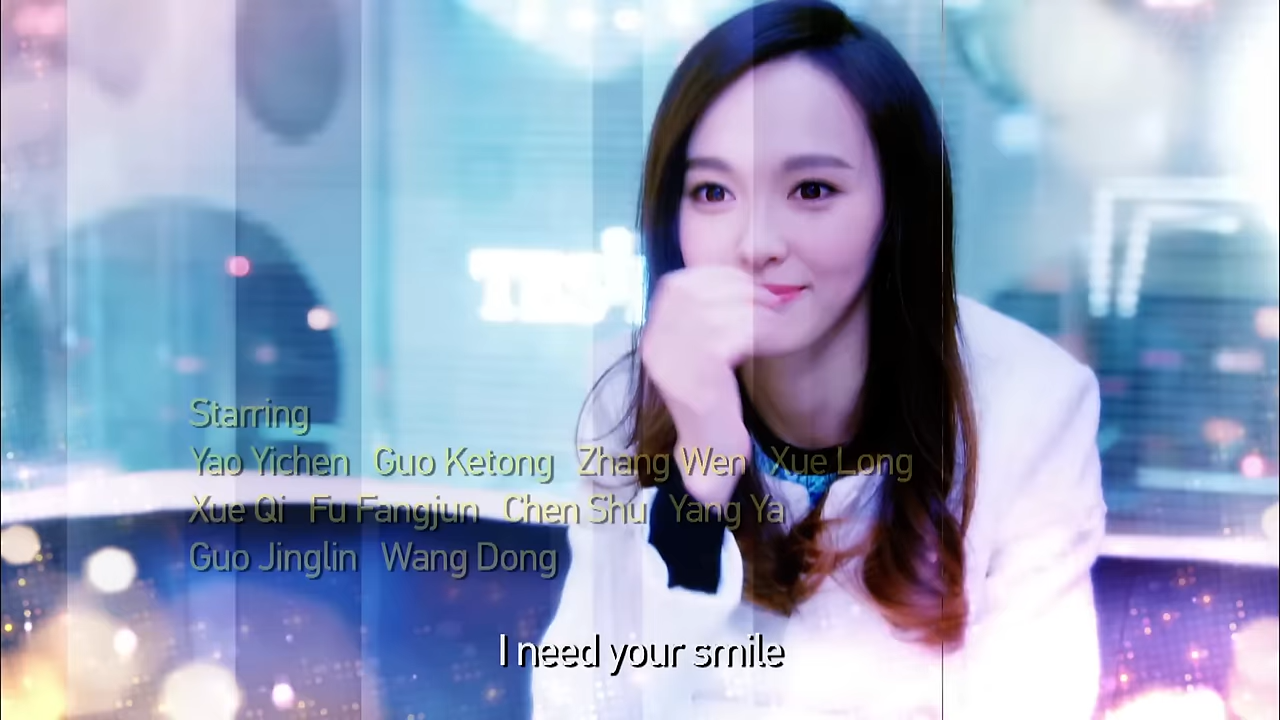 Starring
Yao Yichen Guo Ketong Zhang Wen Xue Long
Xue Qi Fu Fangjun Chen Shu Yang Ya
Guo Jinglin Wang Dong
I need your smile